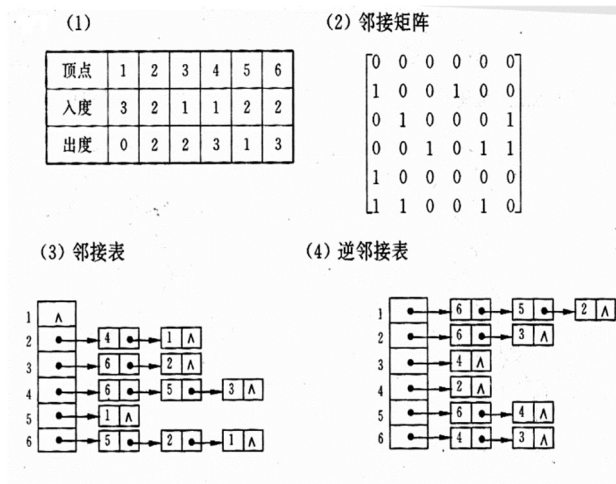 (1)
顶点 1 2 3 4 5 6
入度 3 2 1 1 2 2
出度 0 2 2 3 1 3
(2) 邻接矩阵
0 0 0 0 0 0
1 0 0 1 0 0
0 1 0 0 0 1
0 0 1 0 1 1
1 0 0 0 0 0
1 1 0 0 1 0
(3) 邻接表
1 ∧
2 4 1 ∧
3 6 2 ∧
4 6 5 3 ∧
5 1 ∧
6 5 2 1 ∧
(4) 逆邻接表
1 6 5 2 ∧
2 6 3 ∧
3 4 ∧
4 2 ∧
5 6 4 ∧
6 4 3 ∧